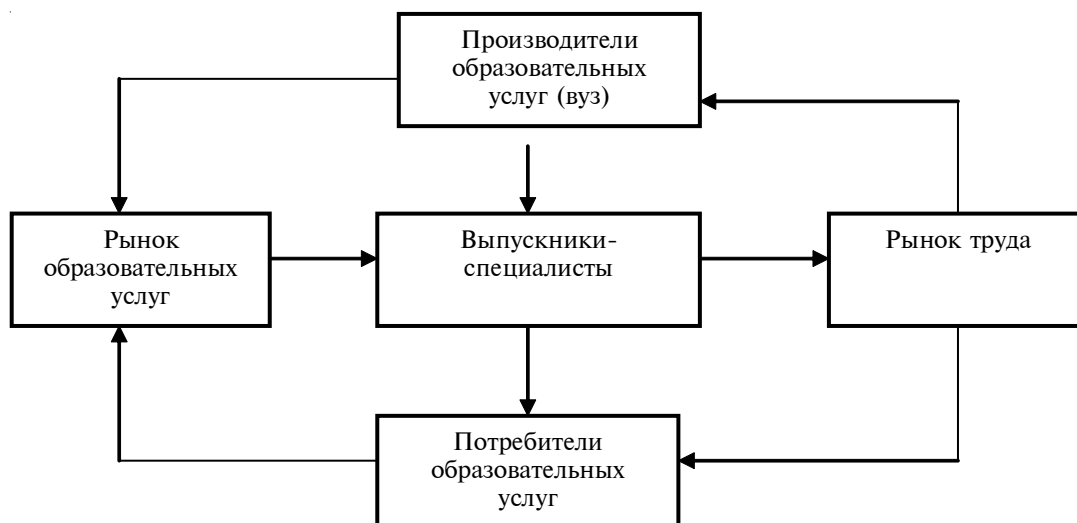 Производители
образовательных
услуг (вуз)
Рынок
образовательных
услуг
Выпускники-
специалисты
Рынок труда
Потребители
образовательных
услуг